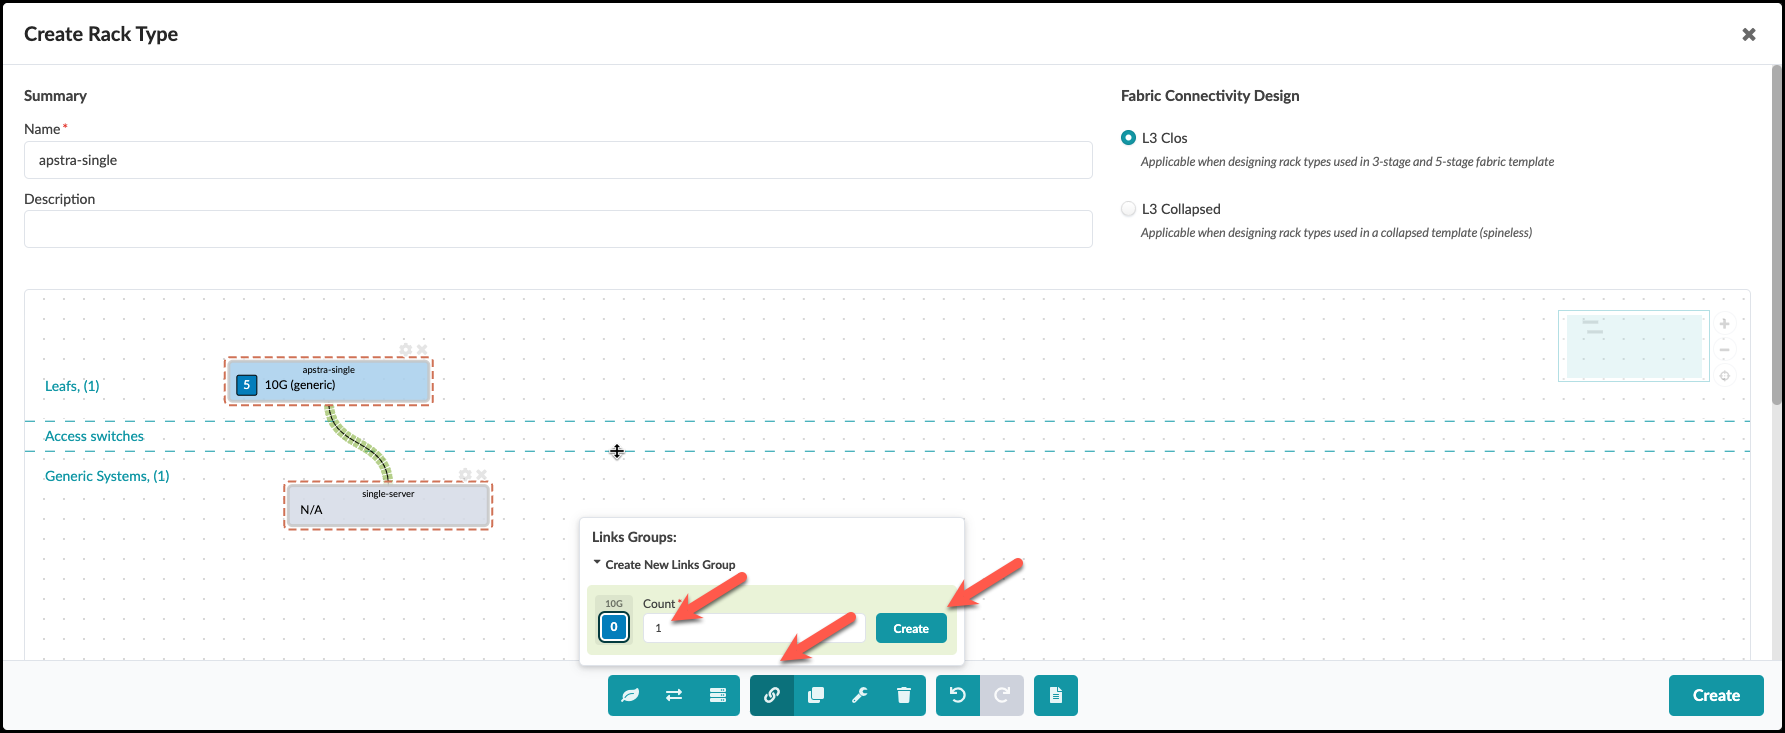 Create Rack Type
Summary
Name *
apstra-single
Description
Fabric Connectivity Design
L3 Clos
Applicable when designing rack types used in 3-stage and 5-stage fabric template
L3 Collapsed
Applicable when designing rack types used in a collapsed template (spineless)
Leafs, (1)
apstra-single
5 10G (generic)
Access switches
Generic Systems, (1)
single-server
N/A
Links Groups:
Create New Links Group
10G
0
Count *
1
Create
Create